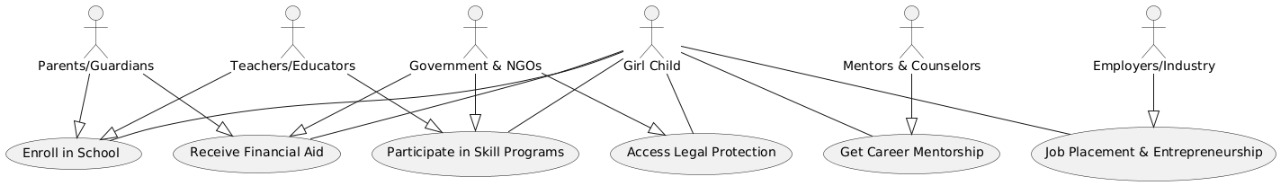 Parents/Guardians
Teachers/Educators
Government & NGOs
Girl Child
Mentors & Counselors
Employers/Industry
Enroll in School
Receive Financial Aid
Participate in Skill Programs
Access Legal Protection
Get Career Mentorship
Job Placement & Entrepreneurship